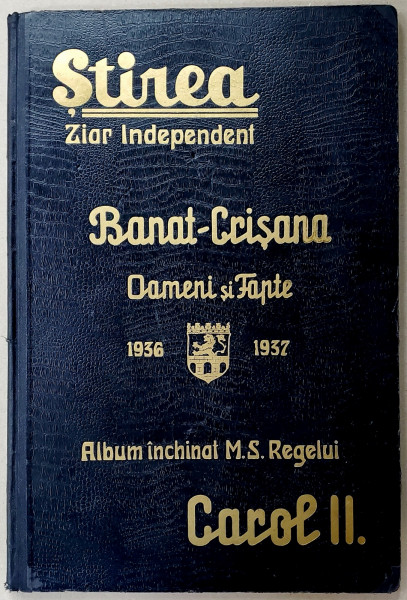 Știrea
Ziar Independent
Banat-Crișana
Oameni și Fapte
1936 1937
Album închinat M.S. Regelui
Carol II.